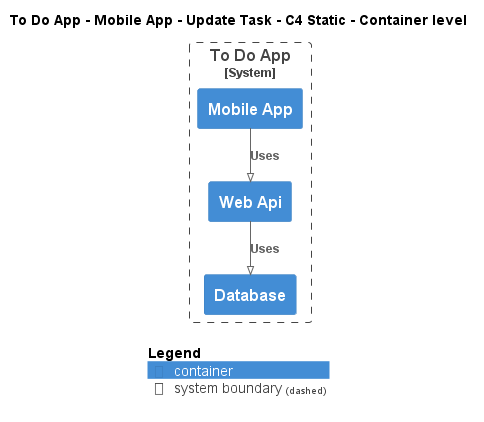 To Do App - Mobile App - Update Task - C4 Static - Container level
To Do App
[System]
Mobile App
Uses
Web Api
Uses
Database
Legend
container
system boundary (dashed)